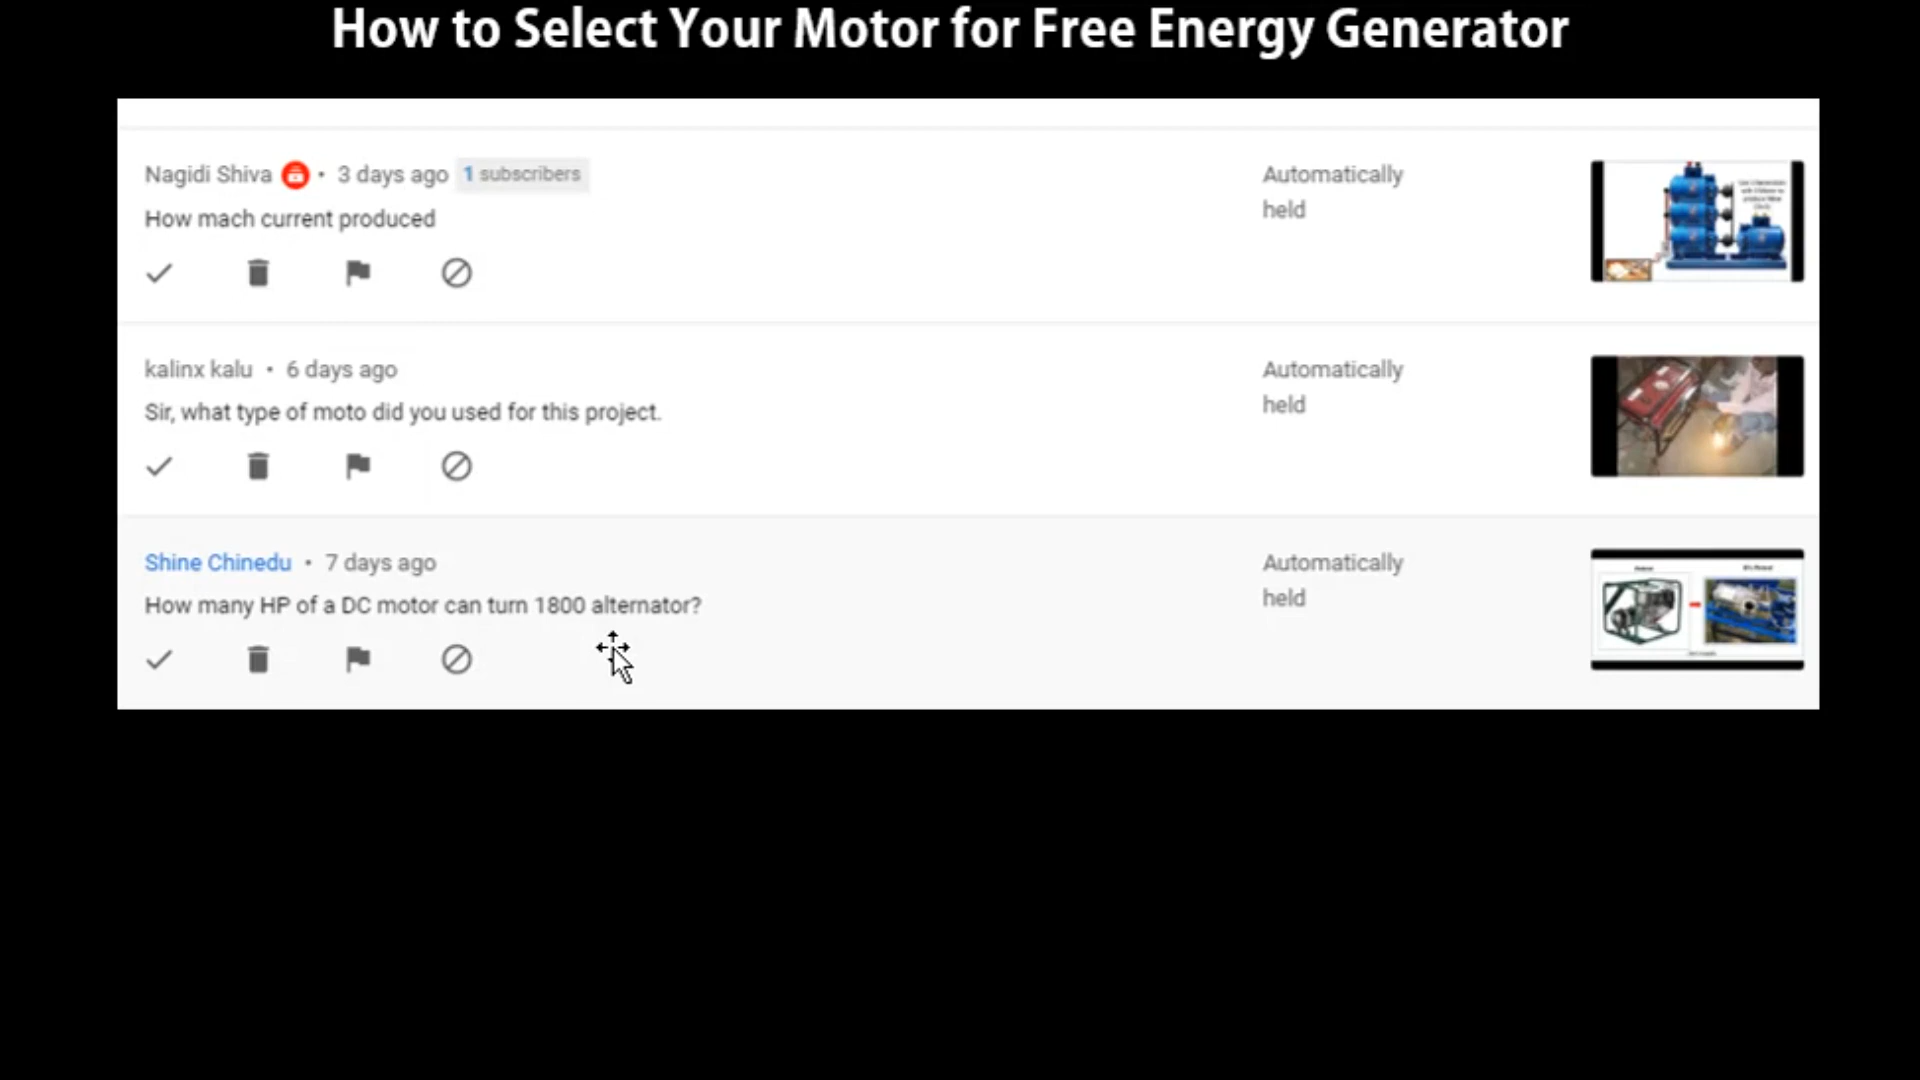 How to Select Your Motor for Free Energy Generator
Nagidi Shiva • 3 days ago 1 subscribers
Automatically
held
How mach current produced
kalinx kalu • 6 days ago
Automatically
held
Sir, what type of moto did you used for this project.
Shine Chinedu • 7 days ago
Automatically
held
How many HP of a DC motor can turn 1800 alternator?